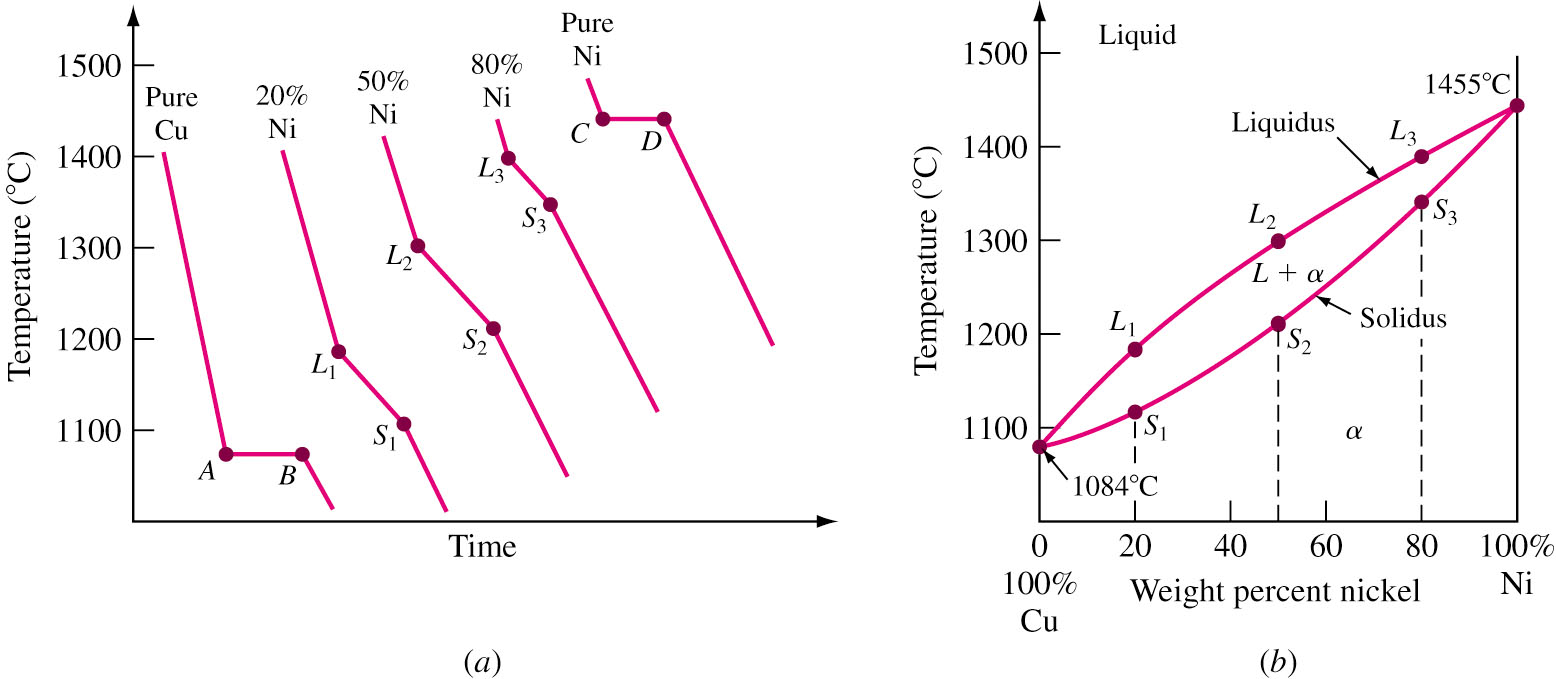 Pure
Cu
20%
Ni
50%
Ni
80%
Ni
Pure
Ni
Temperature (°C)
1500
1400
1300
1200
1100
A
B
L1
S1
L2
S2
L3
S3
C
D
Time
(a)
Temperature (°C)
1500
1400
1300
1200
1100
Liquid
1455°C
Liquidus
L3
S3
L2
L + α
Solidus
L1
S2
S1
α
1084°C
0 20 40 60 80 100%
100%
Cu
Weight percent nickel
Ni
(b)